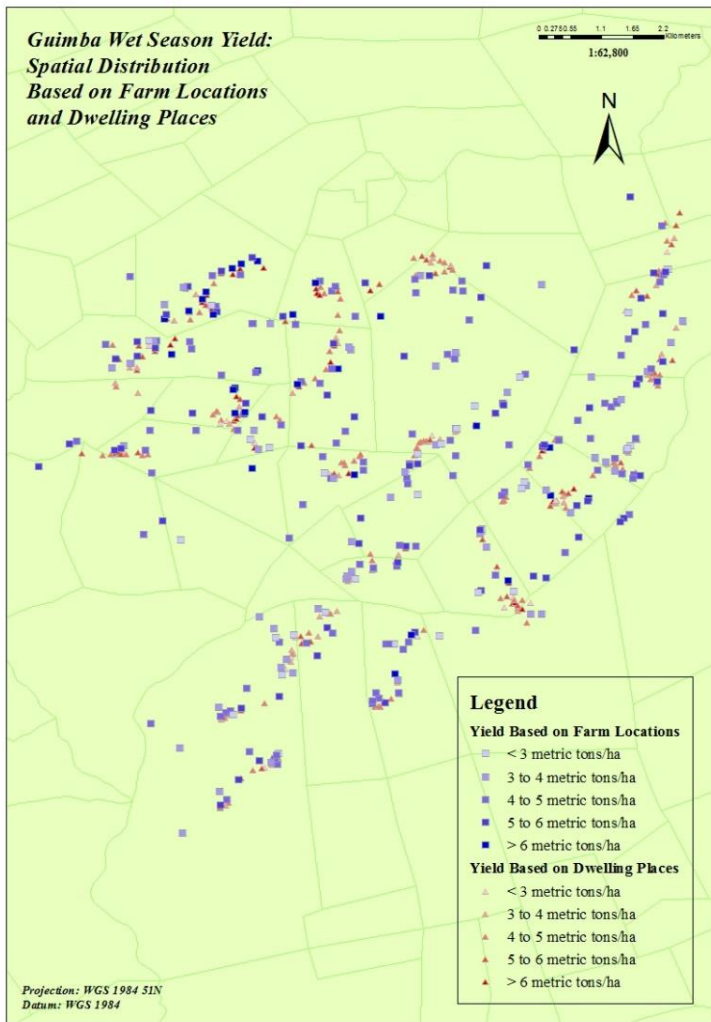 Guimba Wet Season Yield:
Spatial Distribution
Based on Farm Locations
and Dwelling Places
0 0.275 0.55 1.1 1.65 2.2
Kilometers
1:62,800
N
Legend
Yield Based on Farm Locations
< 3 metric tons/ha
3 to 4 metric tons/ha
4 to 5 metric tons/ha
5 to 6 metric tons/ha
> 6 metric tons/ha
Yield Based on Dwelling Places
< 3 metric tons/ha
3 to 4 metric tons/ha
4 to 5 metric tons/ha
5 to 6 metric tons/ha
> 6 metric tons/ha
Projection: WGS 1984 51N
Datum: WGS 1984